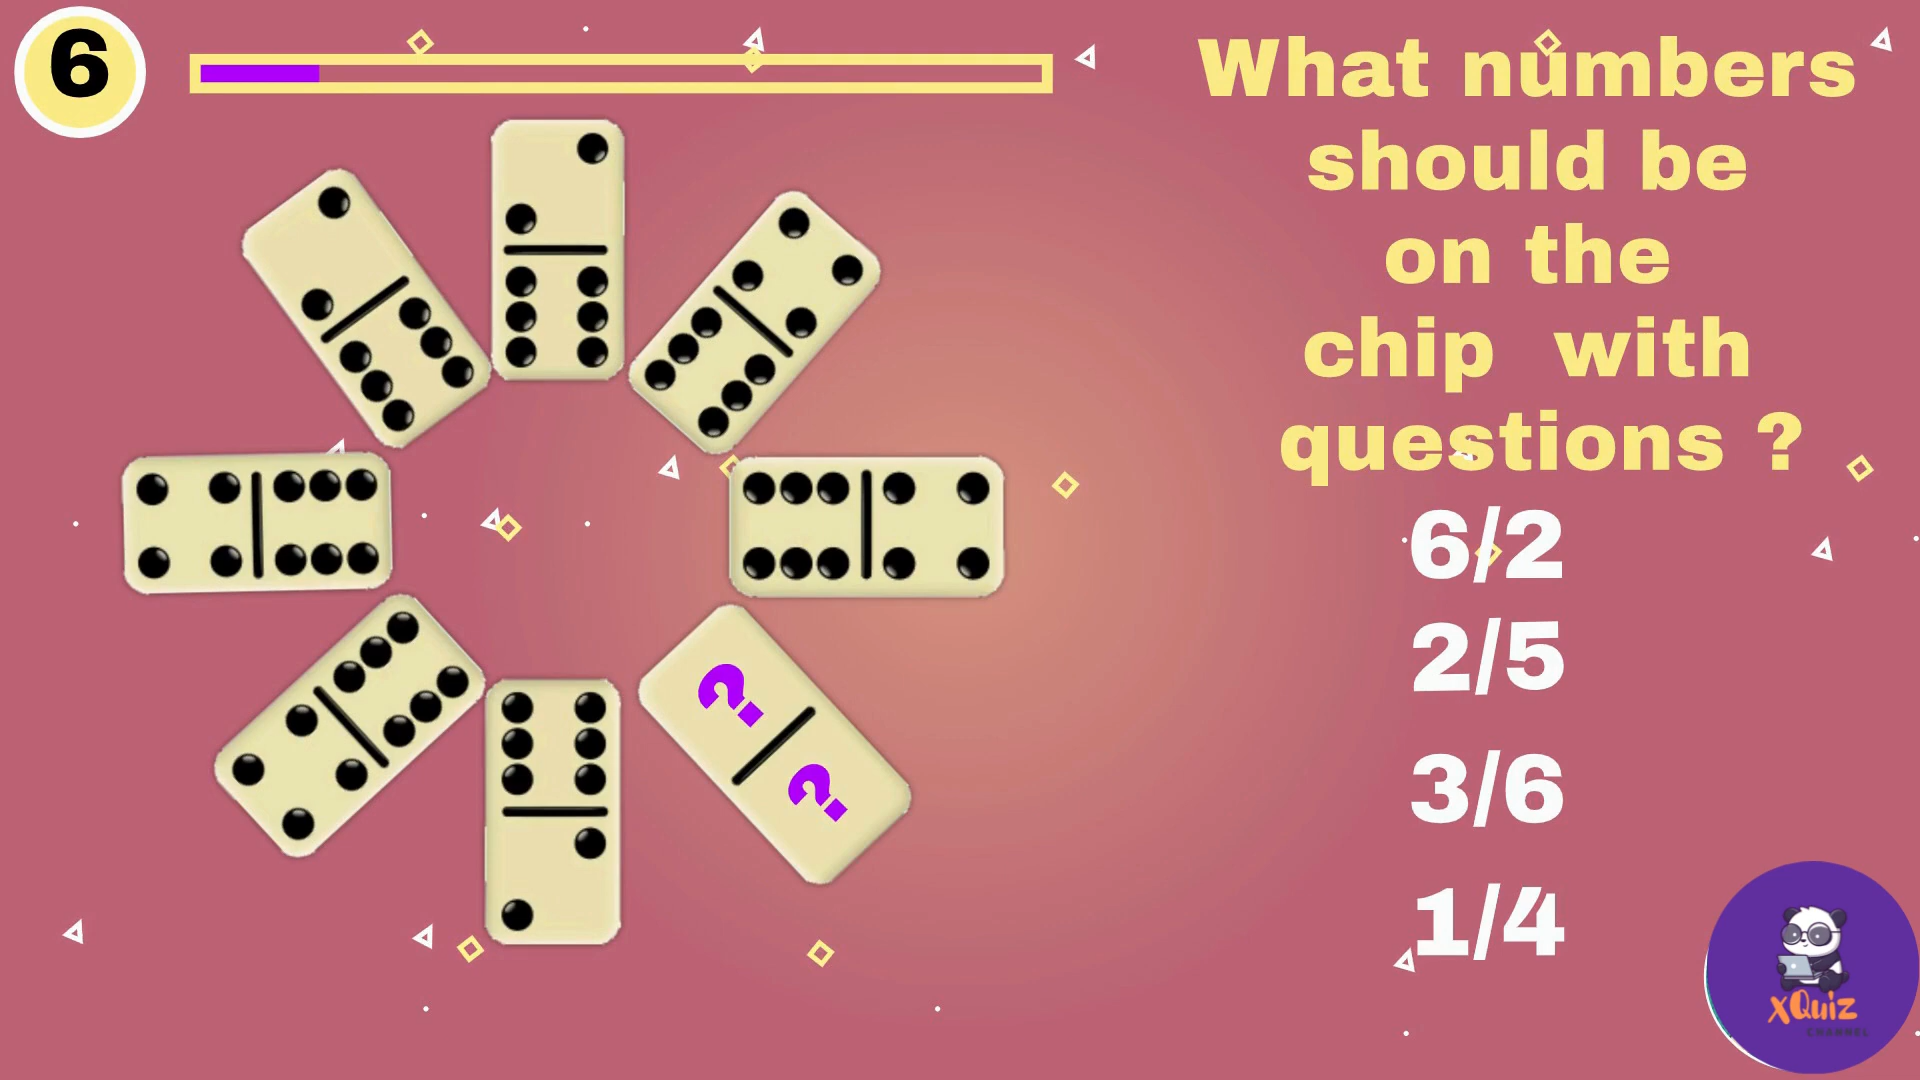 6
What numbers
should be
on the
chip with
questions ?
? ?
6/2
2/5
3/6
1/4
XQuiz
CHANNEL